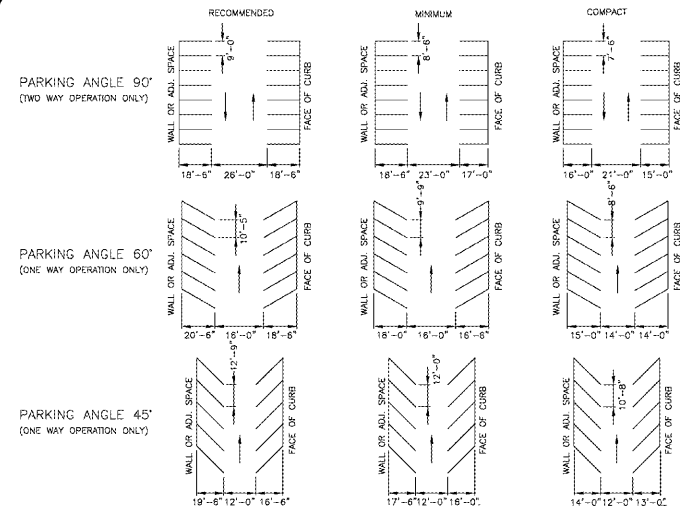 RECOMMENDED
MINIMUM
COMPACT
PARKING ANGLE 90°
(TWO WAY OPERATION ONLY)
WALL OR ADJ. SPACE
9'-0"
FACE OF CURB
18'-6" 26'-0" 18'-6"
WALL OR ADJ. SPACE
8'-6"
FACE OF CURB
18'-6" 23'-0" 17'-0"
WALL OR ADJ. SPACE
7'-6"
FACE OF CURB
16'-0" 21'-0" 15'-0"
PARKING ANGLE 60°
(ONE WAY OPERATION ONLY)
WALL OR ADJ. SPACE
10'-5"
FACE OF CURB
20'-6" 16'-0" 18'-6"
WALL OR ADJ. SPACE
9'-9"
FACE OF CURB
18'-0" 16'-0" 16'-6"
WALL OR ADJ. SPACE
8'-6"
FACE OF CURB
15'-0" 14'-0" 14'-0"
PARKING ANGLE 45°
(ONE WAY OPERATION ONLY)
WALL OR ADJ. SPACE
12'-9"
FACE OF CURB
19'-6" 12'-0" 16'-6"
WALL OR ADJ. SPACE
12'-0"
FACE OF CURB
17'-6" 12'-0" 16'-0"
WALL OR ADJ. SPACE
10'-8"
FACE OF CURB
14'-0" 12'-0" 13'-0"